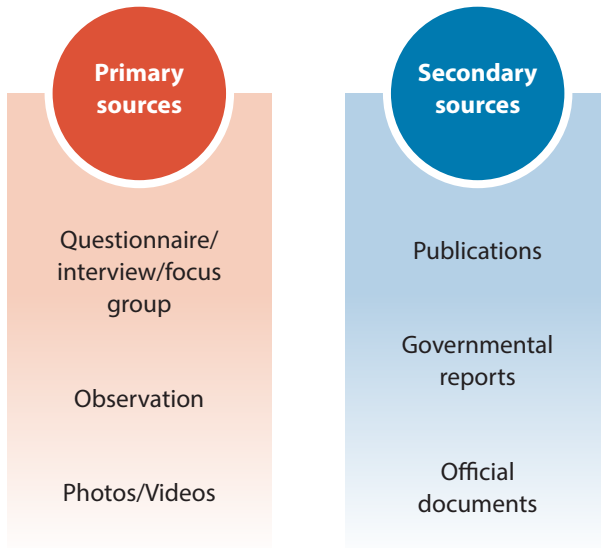 Primary
sources
Questionnaire/
interview/focus
group
Observation
Photos/Videos
Secondary
sources
Publications
Governmental
reports
Official
documents